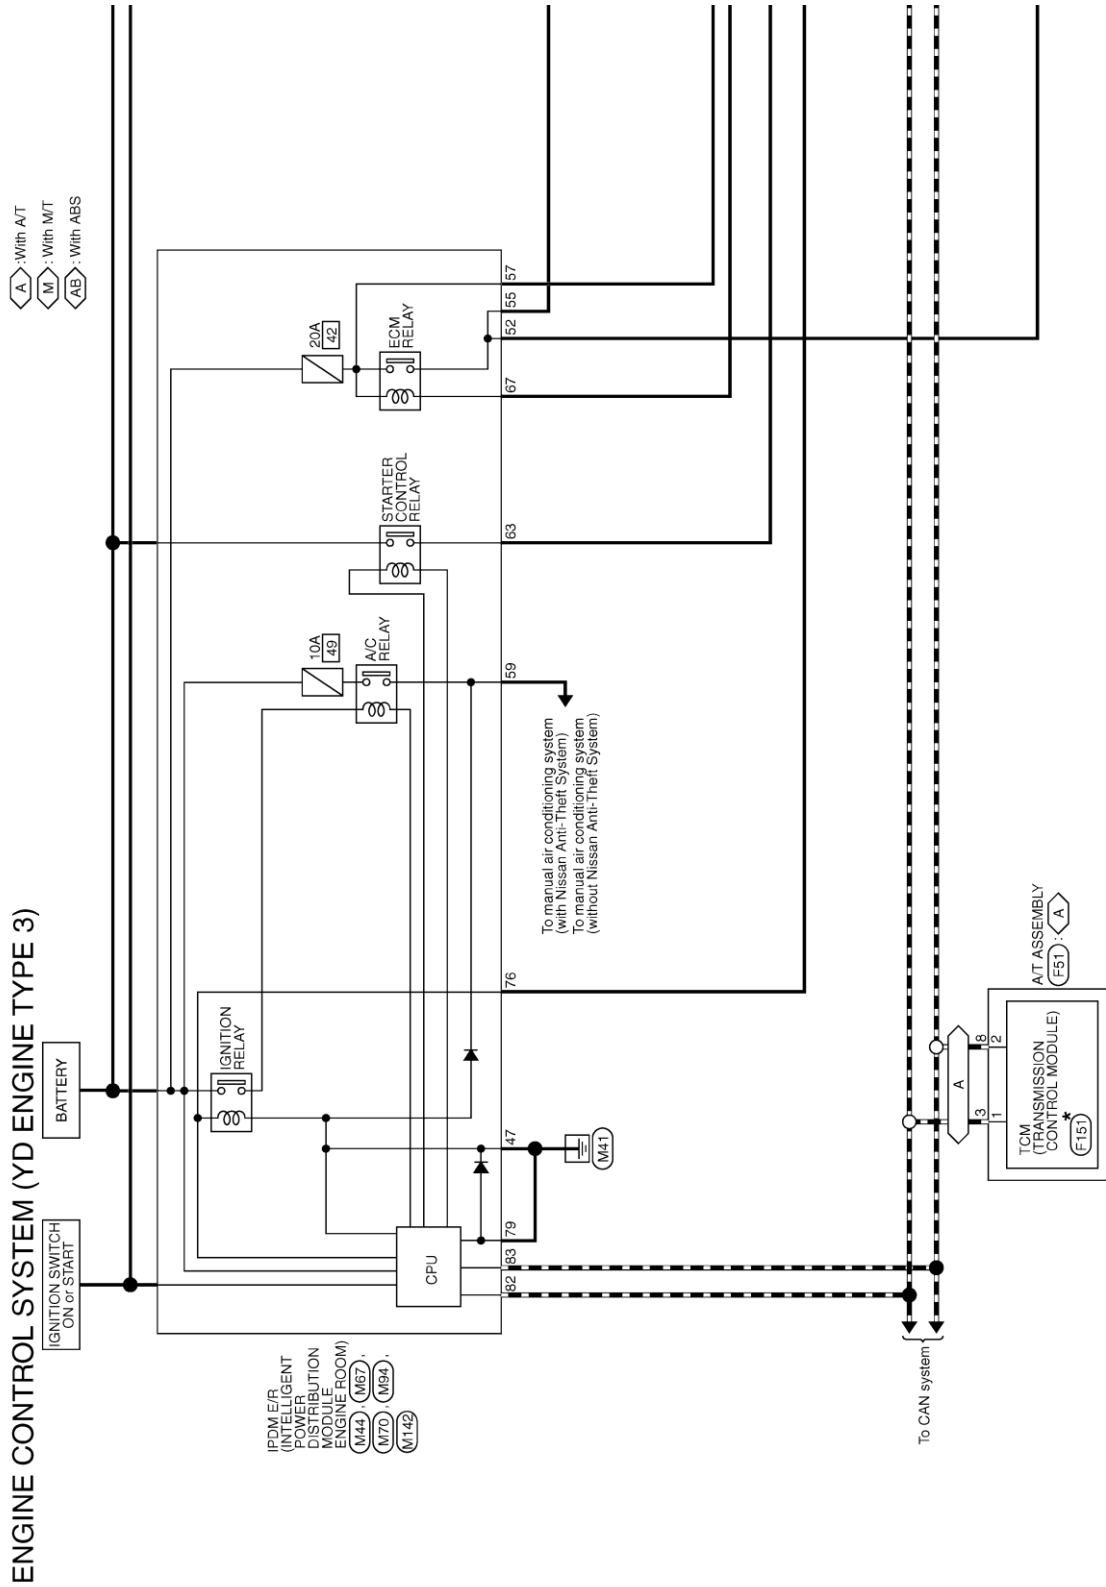 ENGINE CONTROL SYSTEM (YD ENGINE TYPE 3)
A : With A/T
M : With M/T
AB : With ABS
BATTERY
IGNITION SWITCH
ON or START
IPDM E/R
(INTELLIGENT
POWER
DISTRIBUTION
MODULE
ENGINE ROOM)
M44 , M67 ,
M70 , M94 ,
M142
CPU
IGNITION
RELAY
10A
49
A/C
RELAY
STARTER
CONTROL
RELAY
20A
42
ECM
RELAY
82
83
79
47
76
59
63
67
52
55
57
M41
To manual air conditioning system
(with Nissan Anti-Theft System)
To manual air conditioning system
(without Nissan Anti-Theft System)
To CAN system
A
3
8
1
2
TCM
(TRANSMISSION
CONTROL MODULE)
*
F151
A/T ASSEMBLY
F51 : A